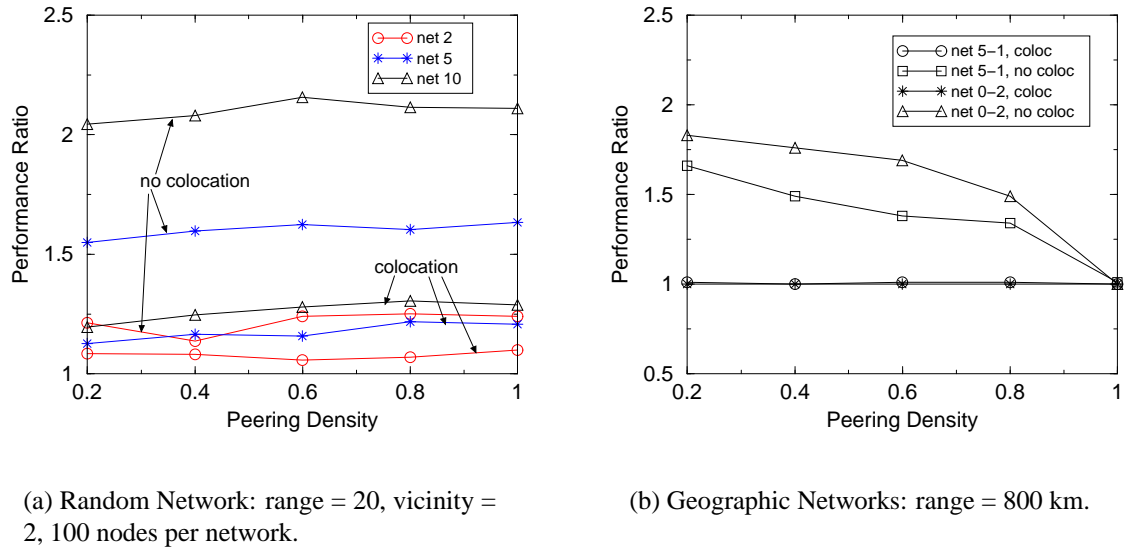 2.5
2
1.5
1
0.2
0.4
0.6
0.8
1
Performance Ratio
Peering Density
net 2
net 5
net 10
no colocation
colocation
2.5
2
1.5
1
0.5
0.2
0.4
0.6
0.8
1
Performance Ratio
Peering Density
net 5−1, coloc
net 5−1, no coloc
net 0−2, coloc
net 0−2, no coloc
(a) Random Network: range = 20, vicinity =
2, 100 nodes per network.
(b) Geographic Networks: range = 800 km.